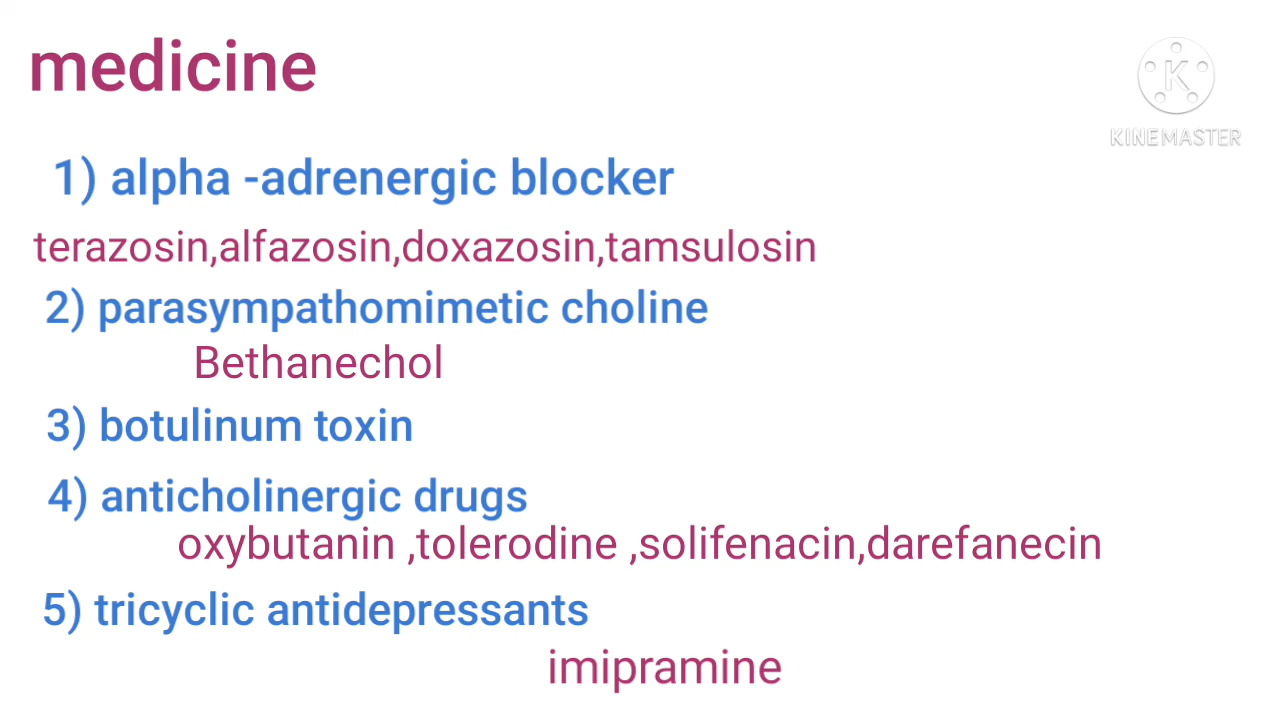 medicine
K
KINEMASTER
1) alpha -adrenergic blocker
terazosin,alfazosin,doxazosin,tamsulosin
2) parasympathomimetic choline
Bethanechol
3) botulinum toxin
4) anticholinergic drugs
oxybutanin ,tolerodine ,solifenacin,darefanecin
5) tricyclic antidepressants
imipramine